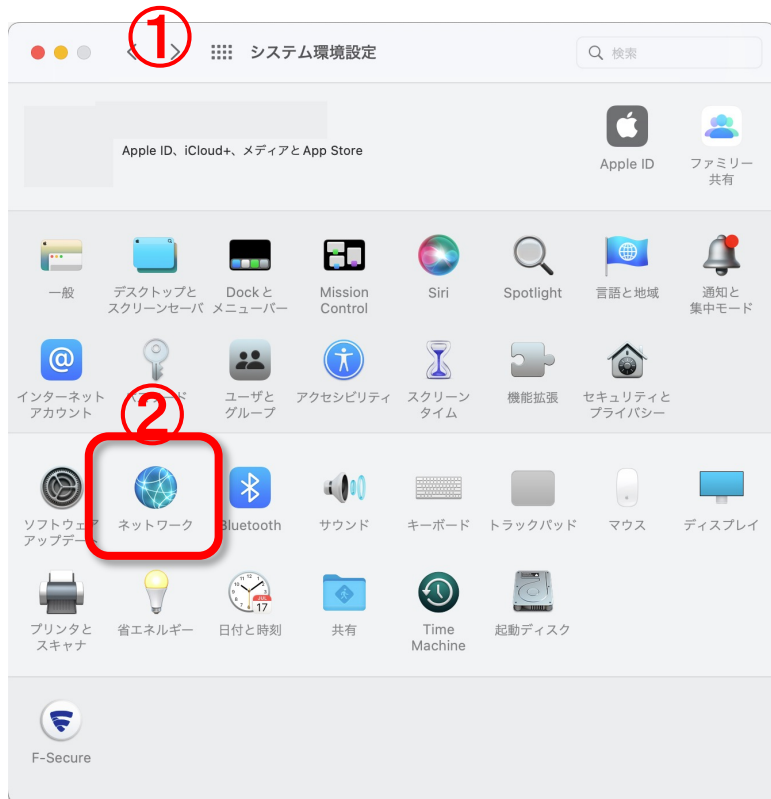 ①
システム環境設定
検索
Apple ID、iCloud+、メディアと App Store
Apple ID
ファミリー
共有
一般
デスクトップと
スクリーンセーバ
Dockと
メニューバー
Mission
Control
Siri
Spotlight
言語と地域
通知と
集中モード
インターネット
アカウント
ユーザと
グループ
アクセシビリティ
スクリーン
タイム
機能拡張
セキュリティと
プライバシー
②
ソフトウェア
アップデート
ネットワーク
Bluetooth
サウンド
キーボード
トラックパッド
マウス
ディスプレイ
プリンタと
スキャナ
省エネルギー
JUL
17
日付と時刻
共有
Time
Machine
起動ディスク
F-Secure